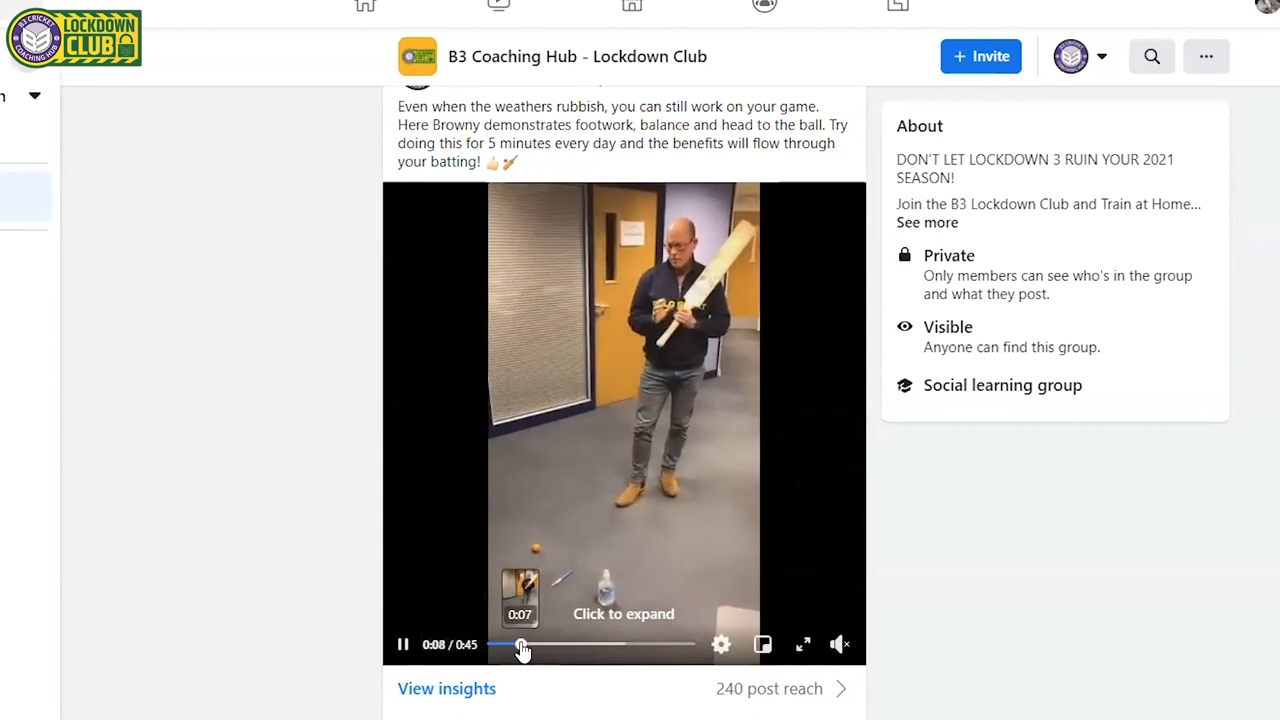 B3 CRICKET
COACHING HUB
LOCKDOWN
CLUB
B3 Coaching Hub - Lockdown Club
+ Invite
n
Even when the weathers rubbish, you can still work on your game.
Here Browny demonstrates footwork, balance and head to the ball. Try
doing this for 5 minutes every day and the benefits will flow through
your batting! 👍🏻🏏
0:07
Click to expand
0:08 / 0:45
View insights
240 post reach
About
DON'T LET LOCKDOWN 3 RUIN YOUR 2021
SEASON!
Join the B3 Lockdown Club and Train at Home...
See more
Private
Only members can see who's in the group
and what they post.
Visible
Anyone can find this group.
Social learning group